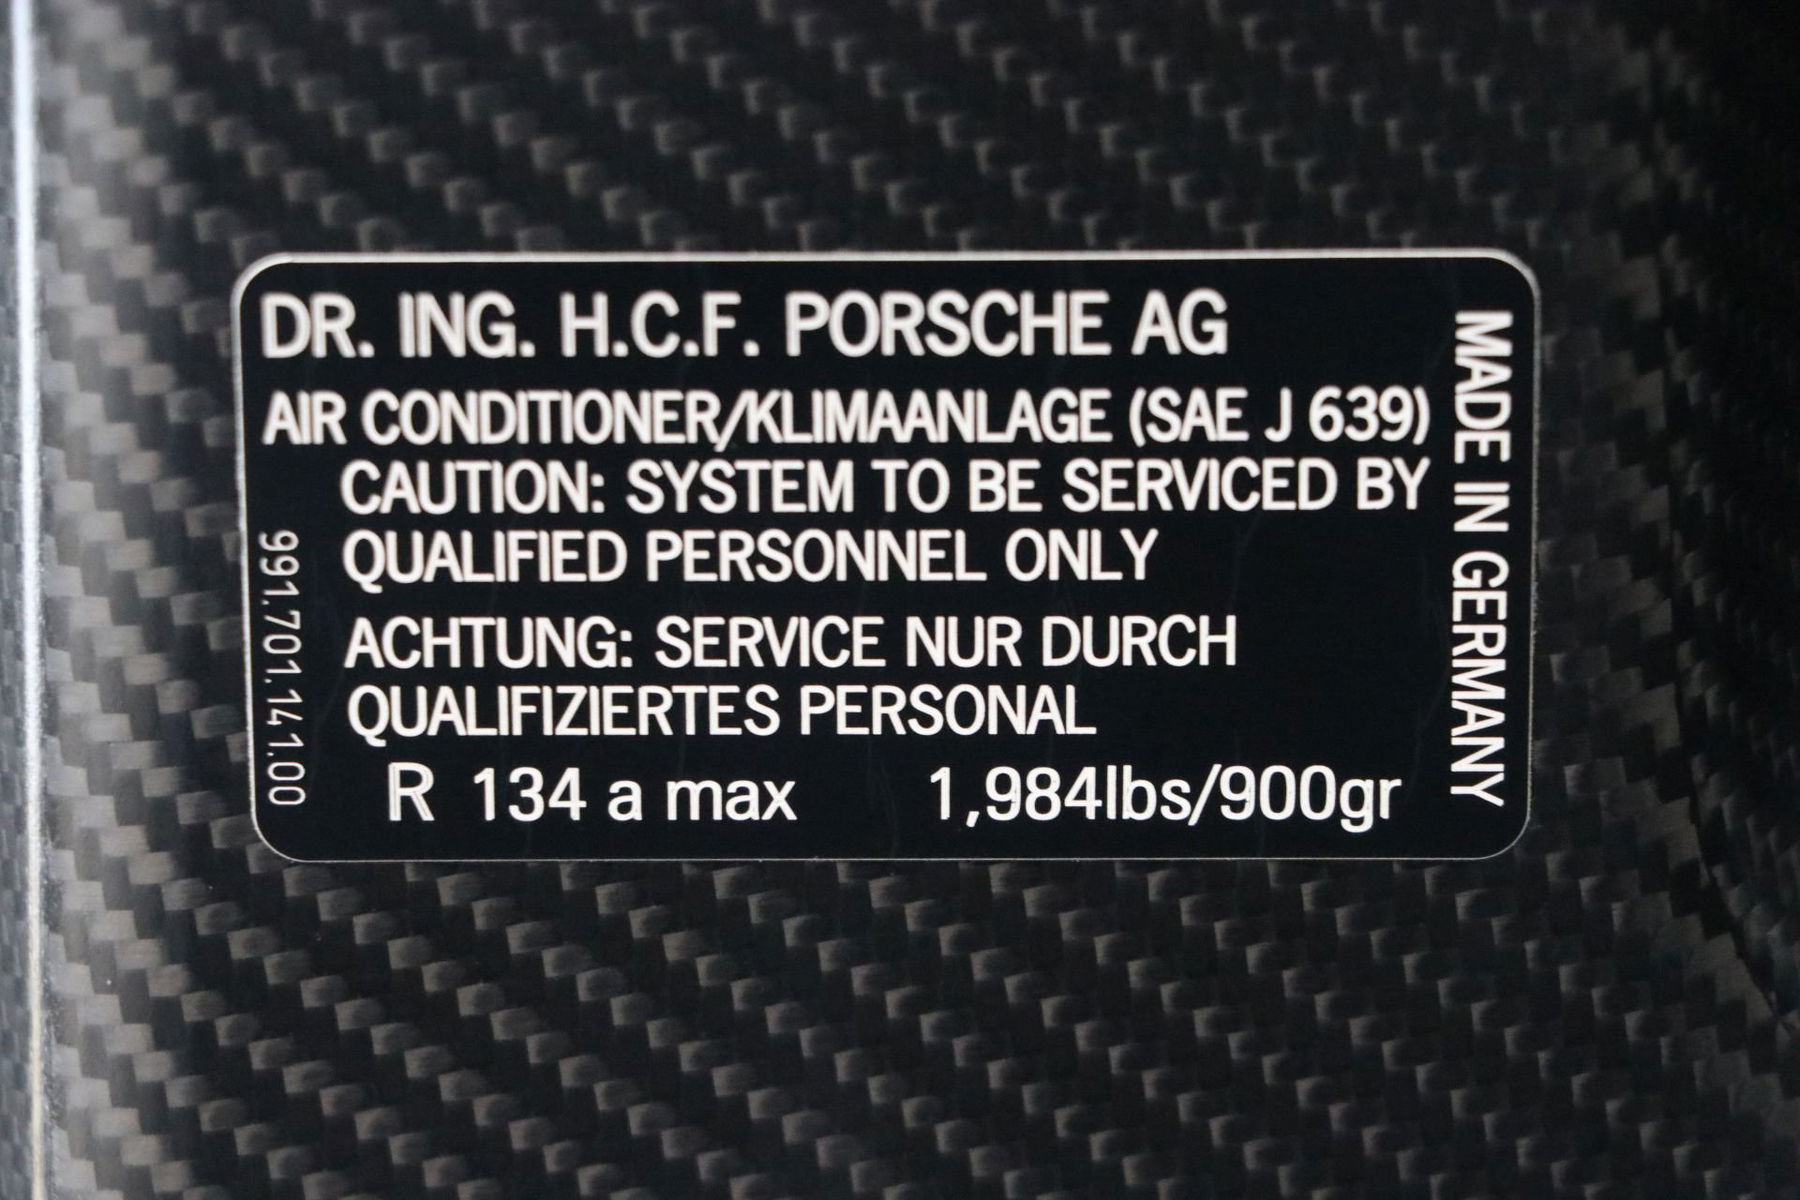 DR. ING. H.C.F. PORSCHE AG
AIR CONDITIONER/KLIMAANLAGE (SAE J 639)
CAUTION: SYSTEM TO BE SERVICED BY
QUALIFIED PERSONNEL ONLY
ACHTUNG: SERVICE NUR DURCH
QUALIFIZIERTES PERSONAL
R 134 a max 1,984lbs/900gr
991.701.141.00
MADE IN GERMANY